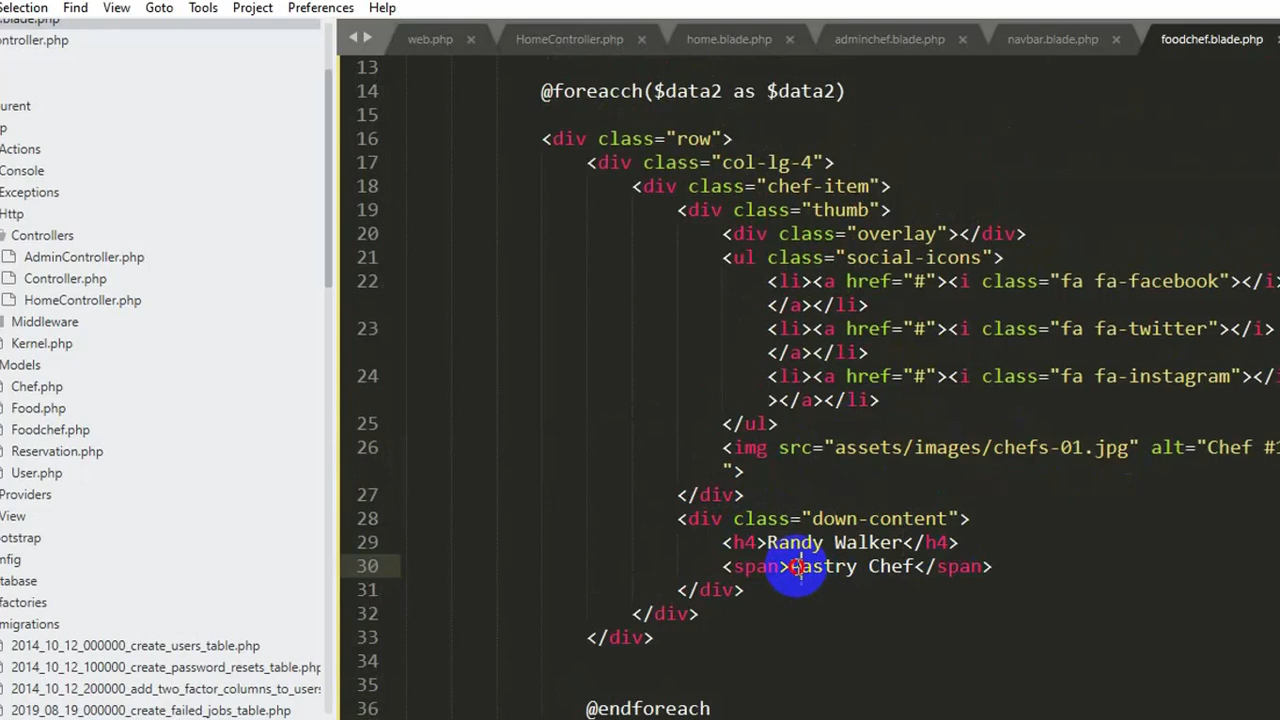 Selection Find View Goto Tools Project Preferences Help
.blade.php
ontroller.php
urent
p
Actions
Console
Exceptions
Http
Controllers
AdminController.php
Controller.php
HomeController.php
Middleware
Kernel.php
Models
Chef.php
Food.php
Foodchef.php
Reservation.php
User.php
Providers
View
ootstrap
nfig
tabase
factories
migrations
2014_10_12_000000_create_users_table.php
2014_10_12_100000_create_password_resets_table.php
2014_10_12_200000_add_two_factor_columns_to_users
2019_08_19_000000_create_failed_jobs_table.php
web.php × HomeController.php × home.blade.php × adminchef.blade.php × navbar.blade.php × foodchef.blade.php
13
14 @foreacch($data2 as $data2)
15
16 <div class="row">
17 <div class="col-lg-4">
18 <div class="chef-item">
19 <div class="thumb">
20 <div class="overlay"></div>
21 <ul class="social-icons">
22 <li><a href="#"><i class="fa fa-facebook"></i
</a></li>
23 <li><a href="#"><i class="fa fa-twitter"></i>
</a></li>
24 <li><a href="#"><i class="fa fa-instagram"></i
></a></li>
25 </ul>
26 <img src="assets/images/chefs-01.jpg" alt="Chef #1
">
27 </div>
28 <div class="down-content">
29 <h4>Randy Walker</h4>
30 <span>Pastry Chef</span>
31 </div>
32 </div>
33 </div>
34
35
36 @endforeach